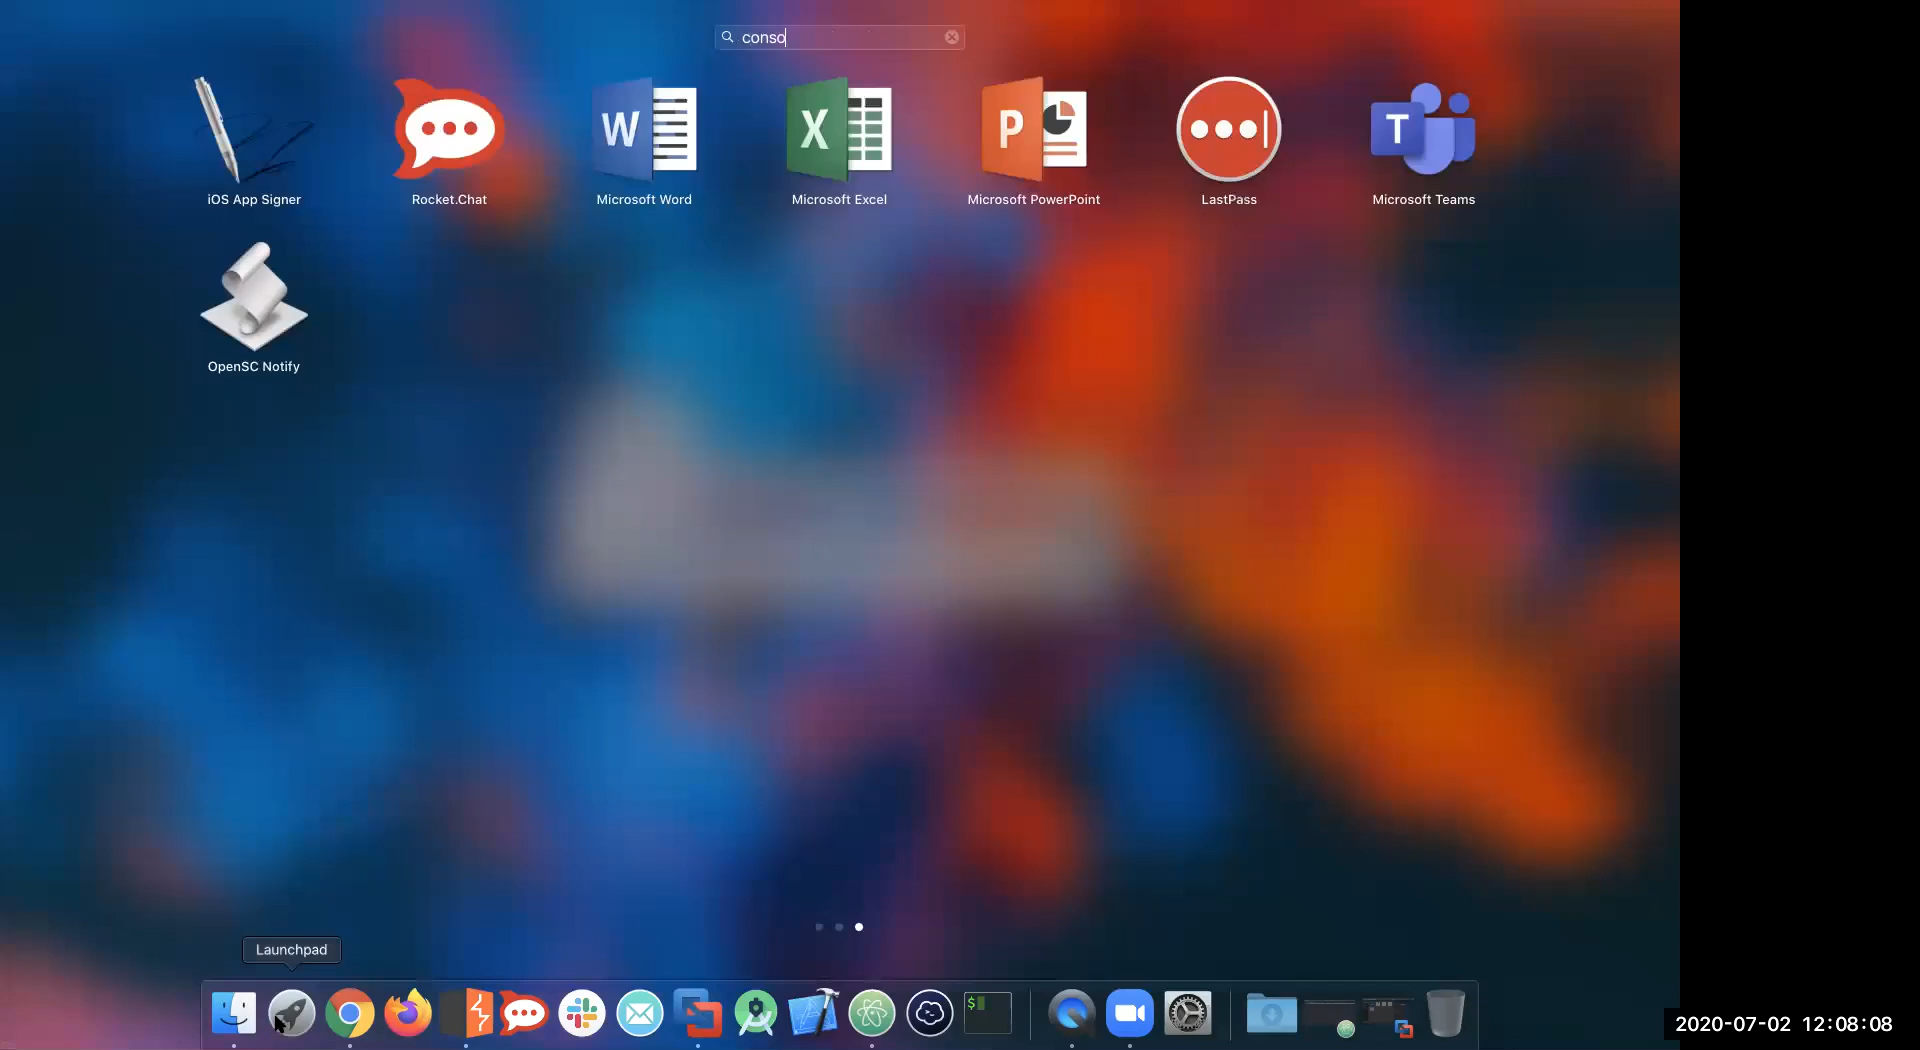 conso
iOS App Signer
Rocket.Chat
Microsoft Word
Microsoft Excel
Microsoft PowerPoint
LastPass
Microsoft Teams
W
X
P
T
OpenSC Notify
Launchpad
$
2020-07-02 12:08:08